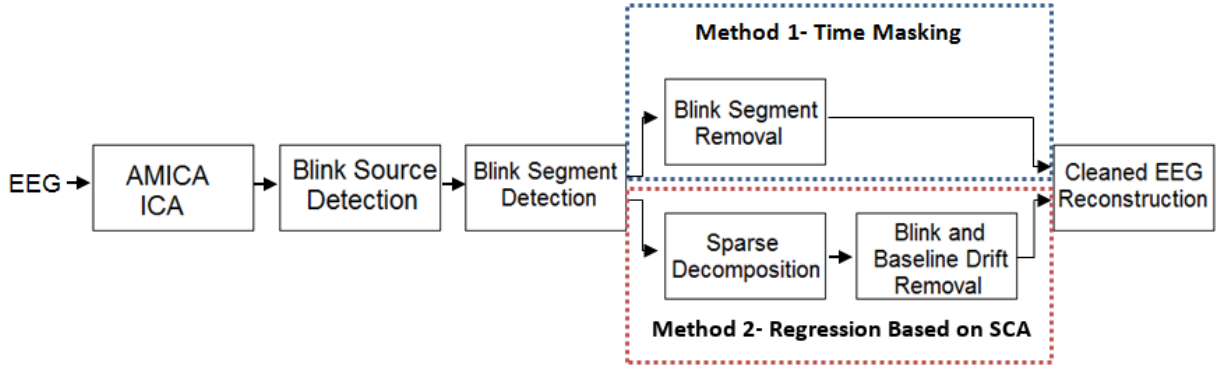 Method 1- Time Masking
Blink Segment
Removal
EEG
AMICA
ICA
Blink Source
Detection
Blink Segment
Detection
Cleaned EEG
Reconstruction
Sparse
Decomposition
Blink and
Baseline Drift
Removal
Method 2- Regression Based on SCA